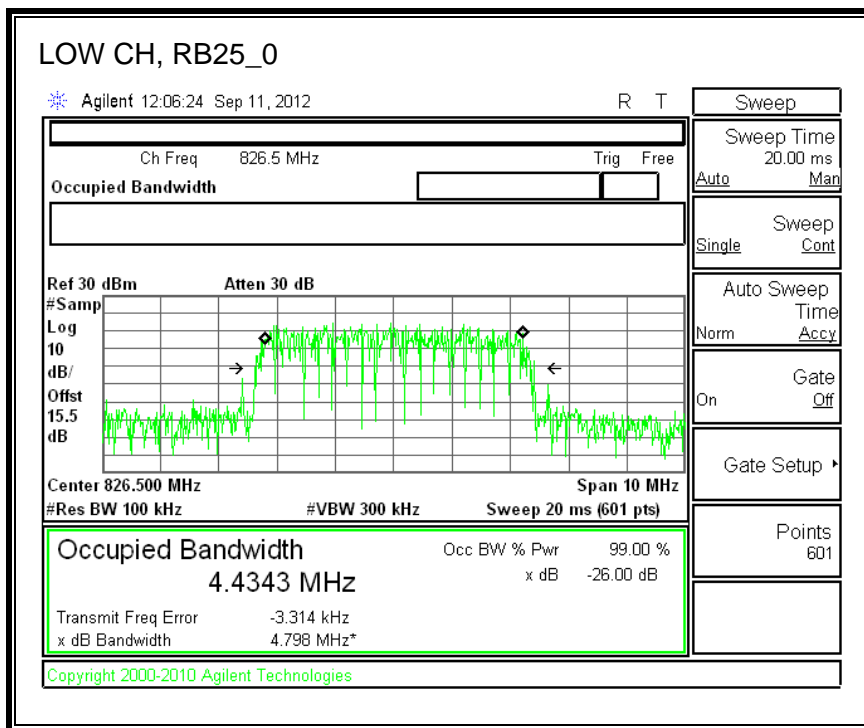 LOW CH, RB25_0
Agilent 12:06:24 Sep 11, 2012 R T
Ch Freq 826.5 MHz Trig Free
Occupied Bandwidth
Ref 30 dBm Atten 30 dB
#Samp
Log
10
dB/
Offst
15.5
dB
Center 826.500 MHz Span 10 MHz
#Res BW 100 kHz #VBW 300 kHz Sweep 20 ms (601 pts)
Occupied Bandwidth
4.4343 MHz
Occ BW % Pwr 99.00 %
x dB -26.00 dB
Transmit Freq Error -3.314 kHz
x dB Bandwidth 4.798 MHz*
Copyright 2000-2010 Agilent Technologies
Sweep
Sweep Time
20.00 ms
Auto Man
Sweep
Single Cont
Auto Sweep
Time
Norm Accy
Gate
On Off
Gate Setup
Points
601